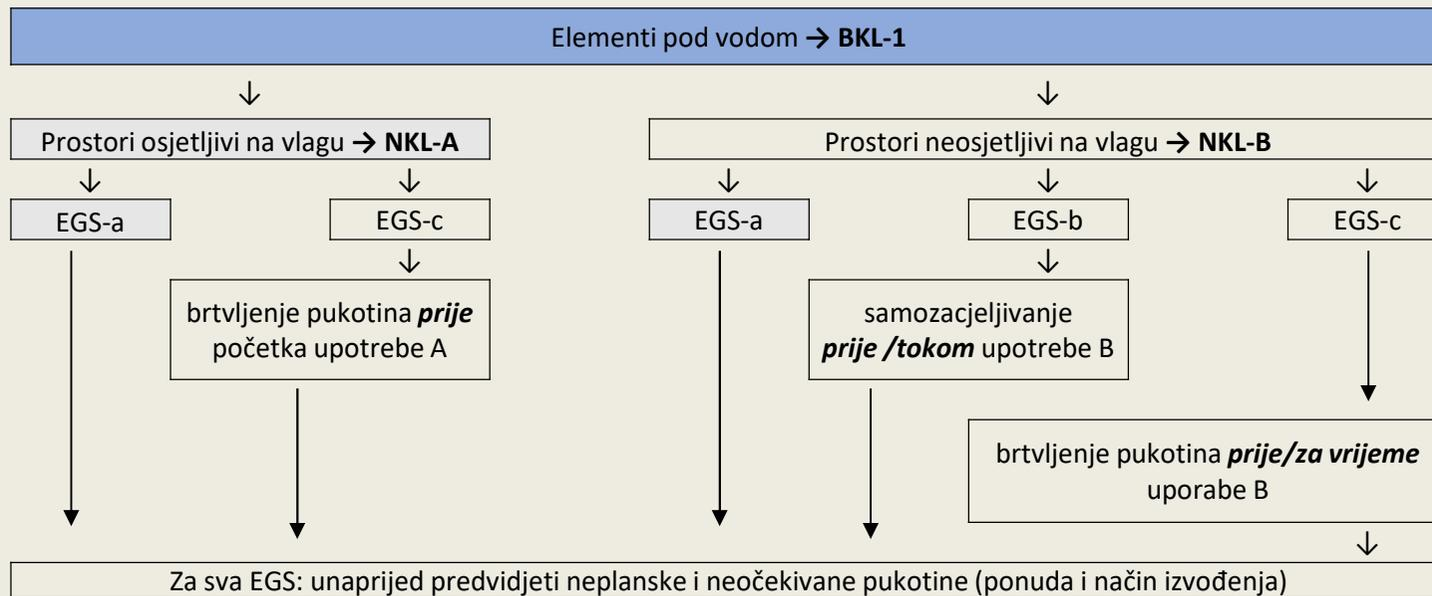 Elementi pod vodom → BKL-1
Prostori osjetljivi na vlagu → NKL-A
Prostori neosjetljivi na vlagu → NKL-B
EGS-a
EGS-c
EGS-a
EGS-b
EGS-c
brtvljenje pukotina prije
početka upotrebe A
samozacjeljivanje
prije /tokom upotrebe B
brtvljenje pukotina prije/za vrijeme
uporabe B
Za sva EGS: unaprijed predvidjeti neplanske i neočekivane pukotine (ponuda i način izvođenja)